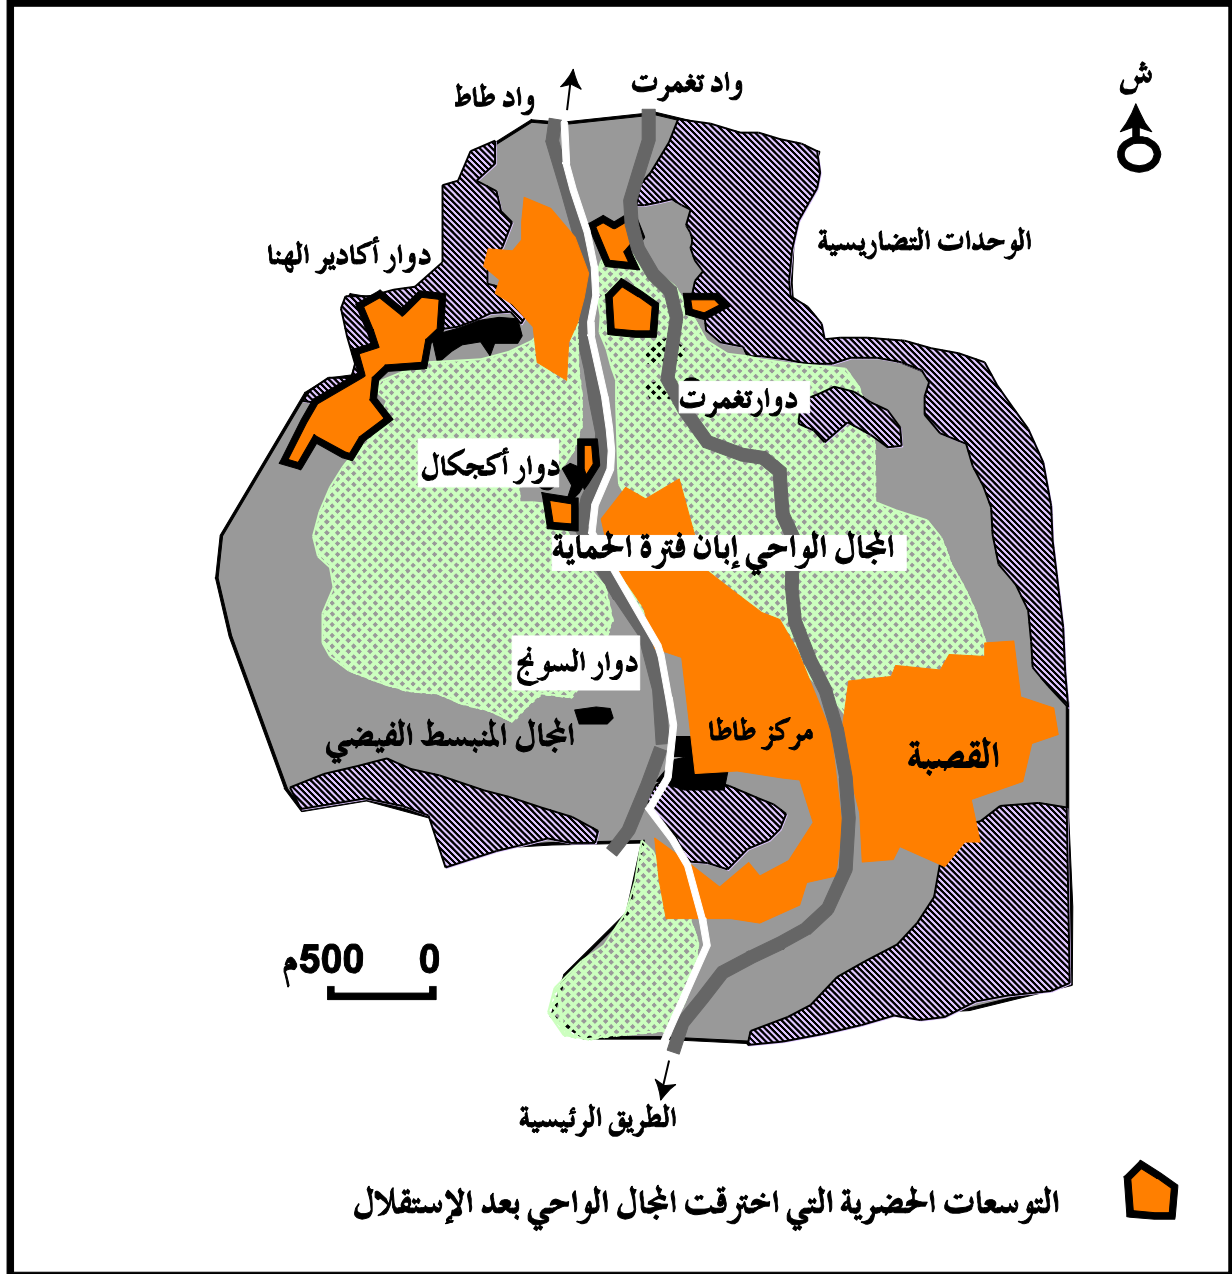 ش
واد تغمرت
واد طاط
الوحدات التضاريسية
دوار أكادير الهنا
دوارتغمرت
دوار أكجكال
المجال الواحي إبان فترة الحماية
دوار السونج
مركز طاطا
المجال المنبسط الفيضي
القصبة
0 500م
الطريق الرئيسية
التوسعات الحضرية التي اخترقت المجال الواحي بعد الإستقلال